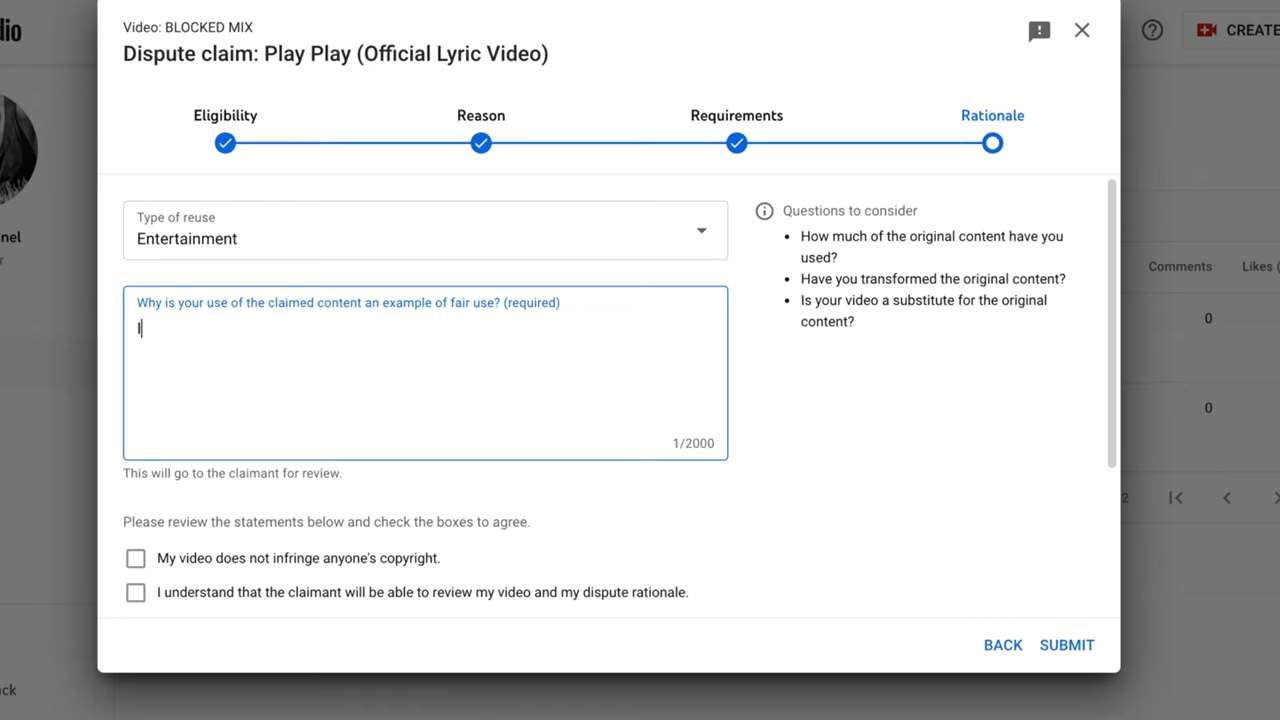 dio
Video: BLOCKED MIX
Dispute claim: Play Play (Official Lyric Video)
CREATE
Eligibility
Reason
Requirements
Rationale
Type of reuse
Entertainment
Why is your use of the claimed content an example of fair use? (required)
I
1/2000
This will go to the claimant for review.
Questions to consider
• How much of the original content have you
used?
• Have you transformed the original content?
• Is your video a substitute for the original
content?
nel
r
Comments
Likes (
0
0
2
Please review the statements below and check the boxes to agree.
My video does not infringe anyone's copyright.
I understand that the claimant will be able to review my video and my dispute rationale.
BACK
SUBMIT
ack